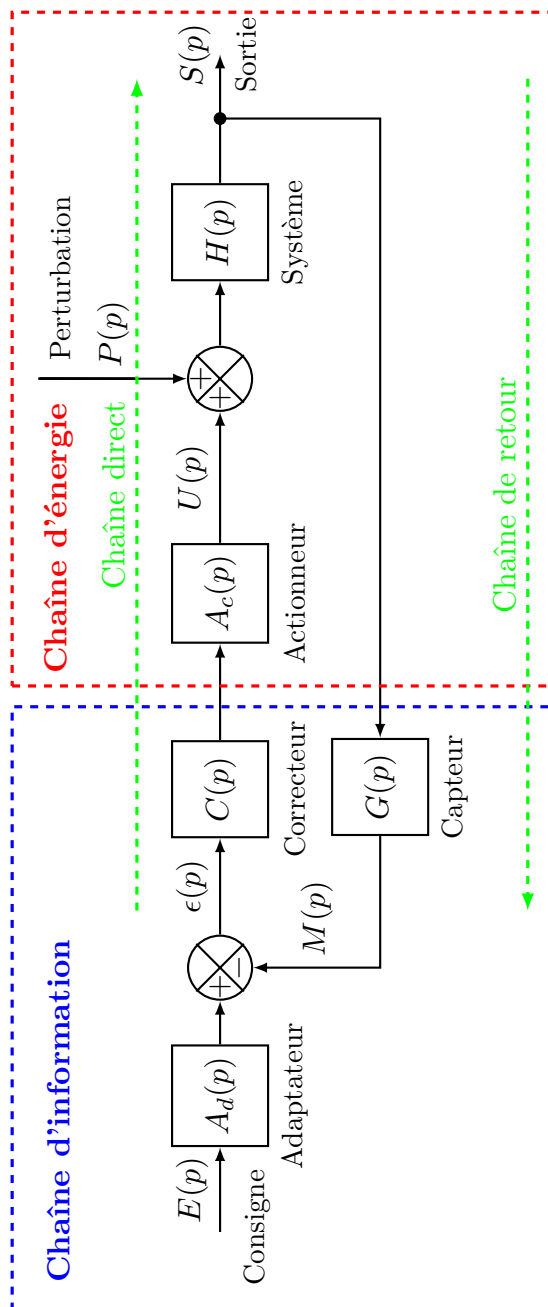 Chaîne d'information
Chaîne d'énergie
Perturbation
P(p)
Chaîne direct
E(p)
Consigne
A_d(p)
Adaptateur
+
−
ϵ(p)
C(p)
Correcteur
A_c(p)
Actionneur
U(p)
+
+
H(p)
Système
S(p)
Sortie
M(p)
G(p)
Capteur
Chaîne de retour